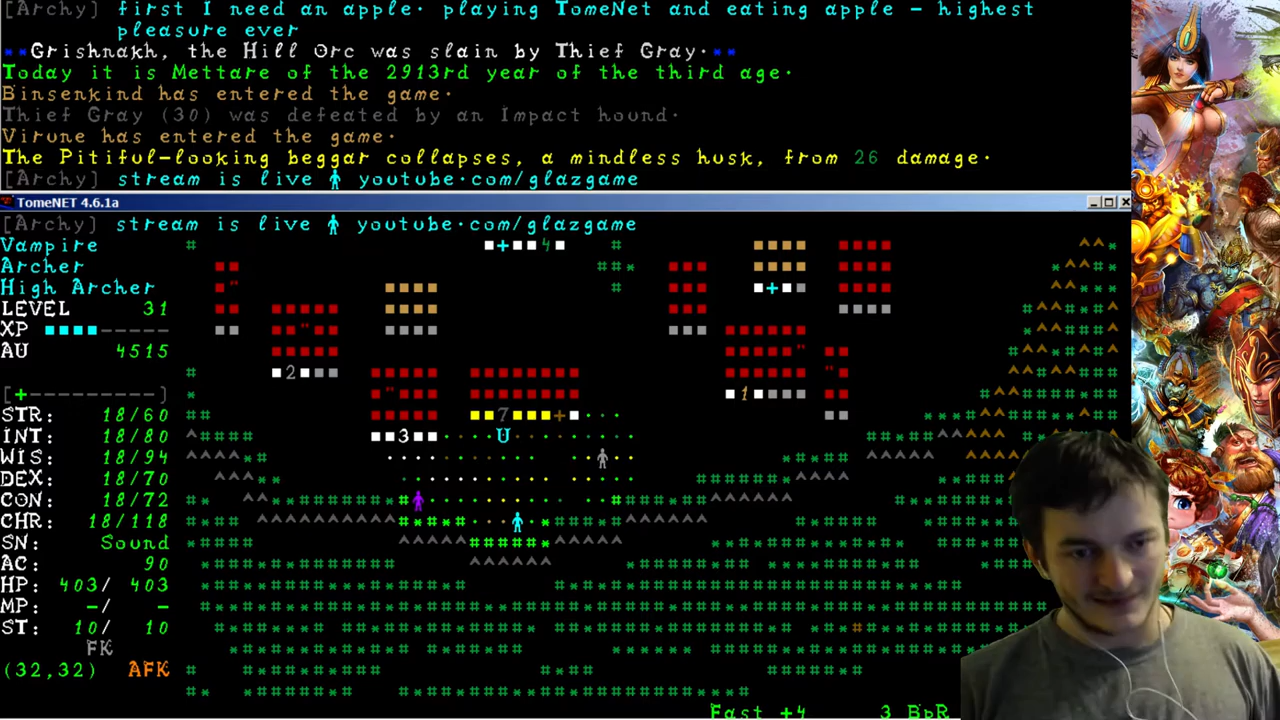 [Archy] first I need an apple. playing TomeNet and eating apple - highest
pleasure ever
**Grishnakh, the Hill Orc was slain by Thief Gray.**
Today it is Mettare of the 2913rd year of the third age.
Binsenkind has entered the game.
Thief Gray (30) was defeated by an Impact hound.
Virune has entered the game.
The Pitiful-looking beggar collapses, a mindless husk, from 26 damage.
[Archy] stream is live youtube.com/glazgame
TomeNET 4.6.1a
[Archy] stream is live youtube.com/glazgame
Vampire
Archer
High Archer
LEVEL 31
XP
AU 4515
[+----------]
STR: 18/60
INT: 18/80
WIS: 18/94
DEX: 18/70
CON: 18/72
CHR: 18/118
SN: Sound
AC: 90
HP: 403/ 403
MP: -/ -
ST: 10/ 10
FK
(32,32) AFK
4
2
1
7
3
U
Fast +4 3 BpR